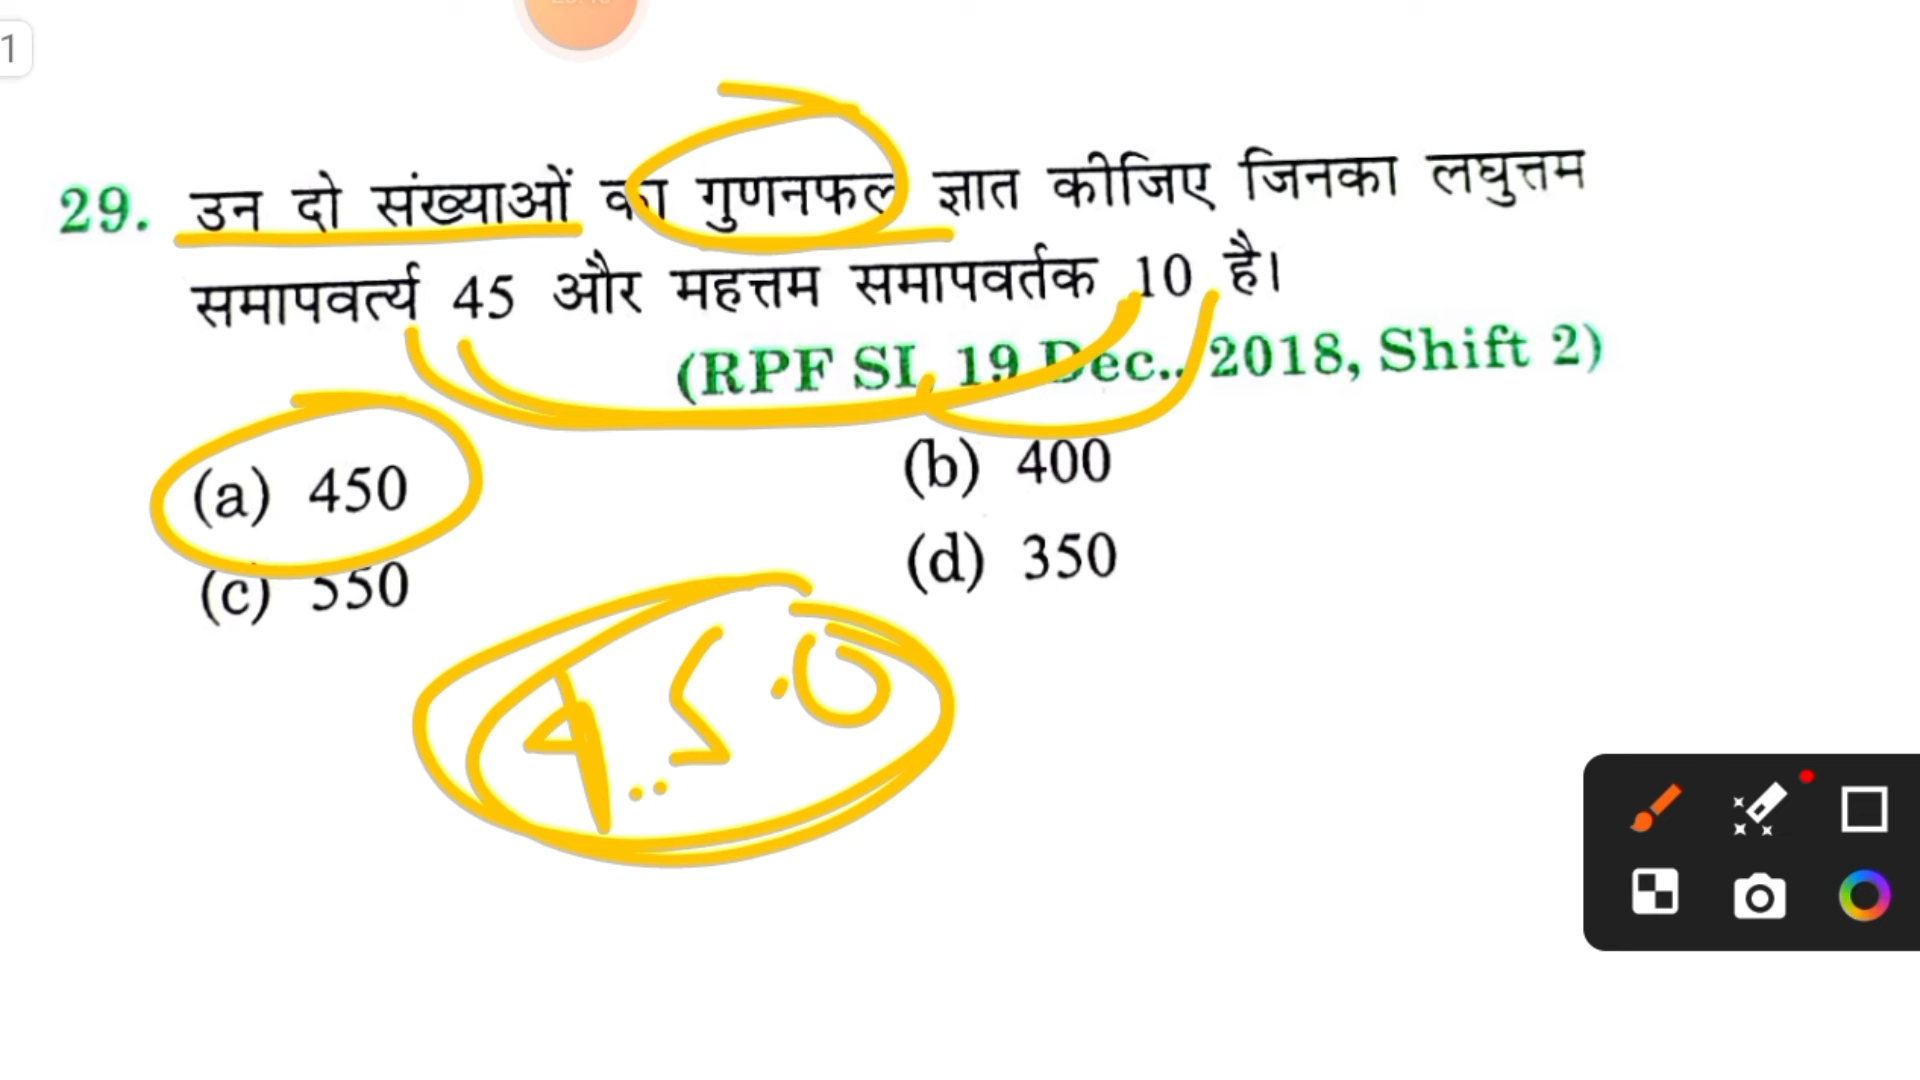 1
29. उन दो संख्याओं का गुणनफल ज्ञात कीजिए जिनका लघुत्तम
समापवर्त्य 45 और महत्तम समापवर्तक 10 है।
(RPF SI, 19 Dec., 2018, Shift 2)
(a) 450 (b) 400
(c) 550 (d) 350
450